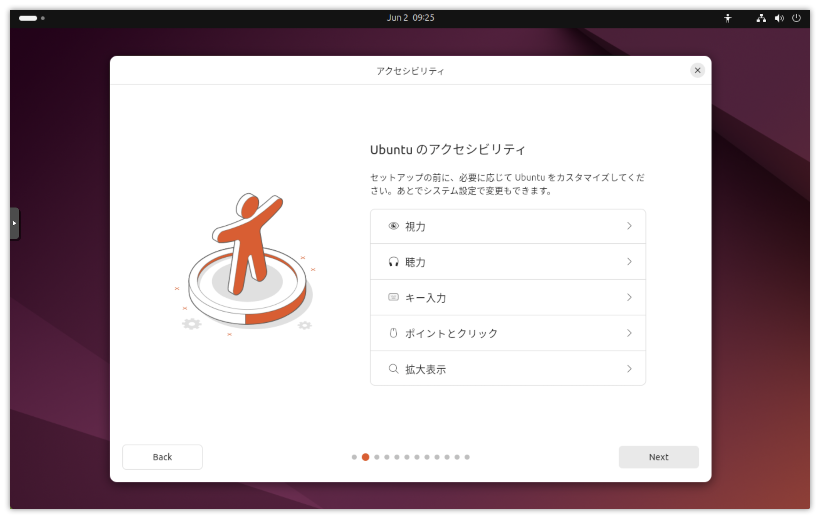 Jun 2 09:25
アクセシビリティ
Ubuntu のアクセシビリティ
セットアップの前に、必要に応じて Ubuntu をカスタマイズしてくだ
さい。あとでシステム設定で変更もできます。
視力
聴力
キー入力
ポイントとクリック
拡大表示
Back
Next